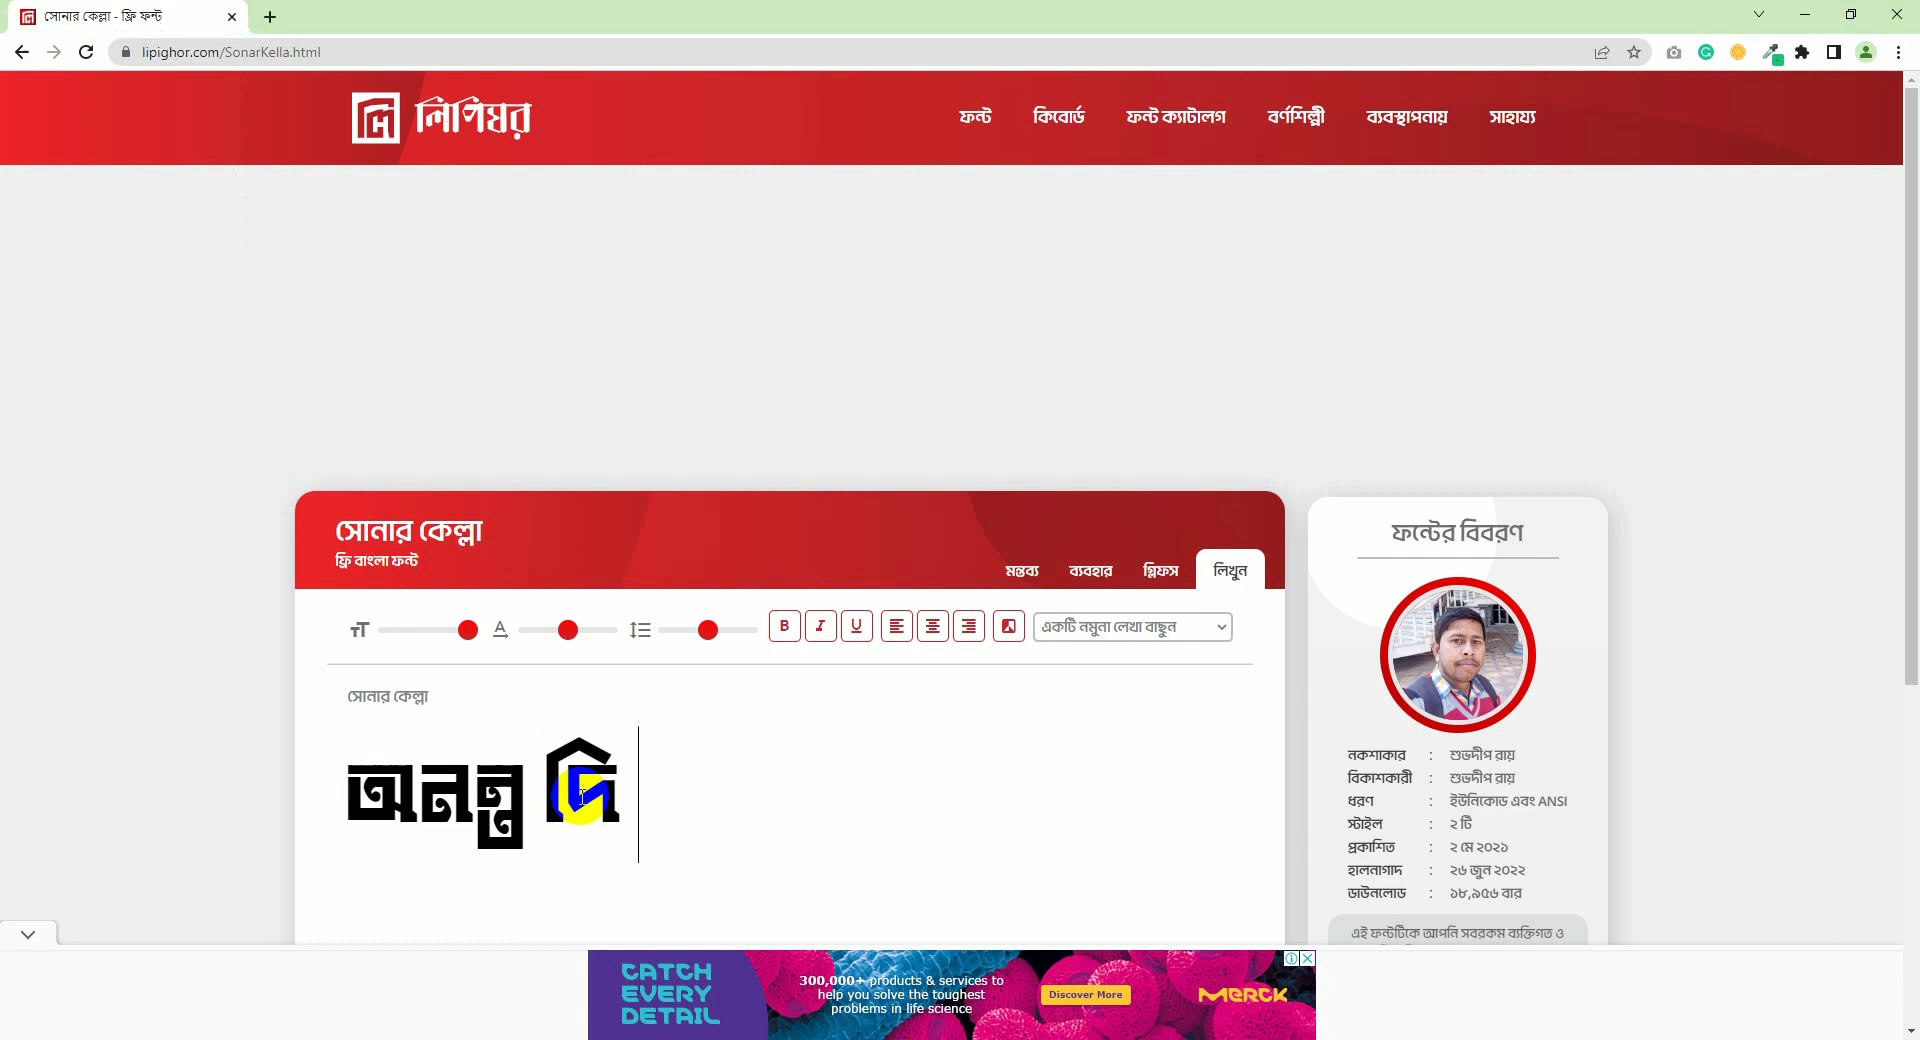 সোনার কেল্লা - ফ্রি ফন্ট
lipighor.com/SonarKella.html
লিপিঘর
ফন্ট কিবোর্ড ফন্ট ক্যাটালগ বর্ণশিল্পী ব্যবস্থাপনায় সাহায্য
সোনার কেল্লা
ফ্রি বাংলা ফন্ট
মন্তব্য ব্যবহার গ্লিফস লিখুন
B I U একটি নমুনা লেখা বাছুন
সোনার কেল্লা
অনন্ত দি
ফন্টের বিবরণ
নকশাকার : শুভদীপ রায়
বিকাশকারী : শুভদীপ রায়
ধরণ : ইউনিকোড এবং ANSI
স্টাইল : ২ টি
প্রকাশিত : ২ মে ২০২১
হালনাগাদ : ২৬ জুন ২০২২
ডাউনলোড : ১৮,৯৫৬ বার
এই ফন্টটিকে আপনি সবরকম ব্যক্তিগত ও
CATCH
EVERY
DETAIL
300,000+ products & services to
help you solve the toughest
problems in life science
Discover More
MERCK